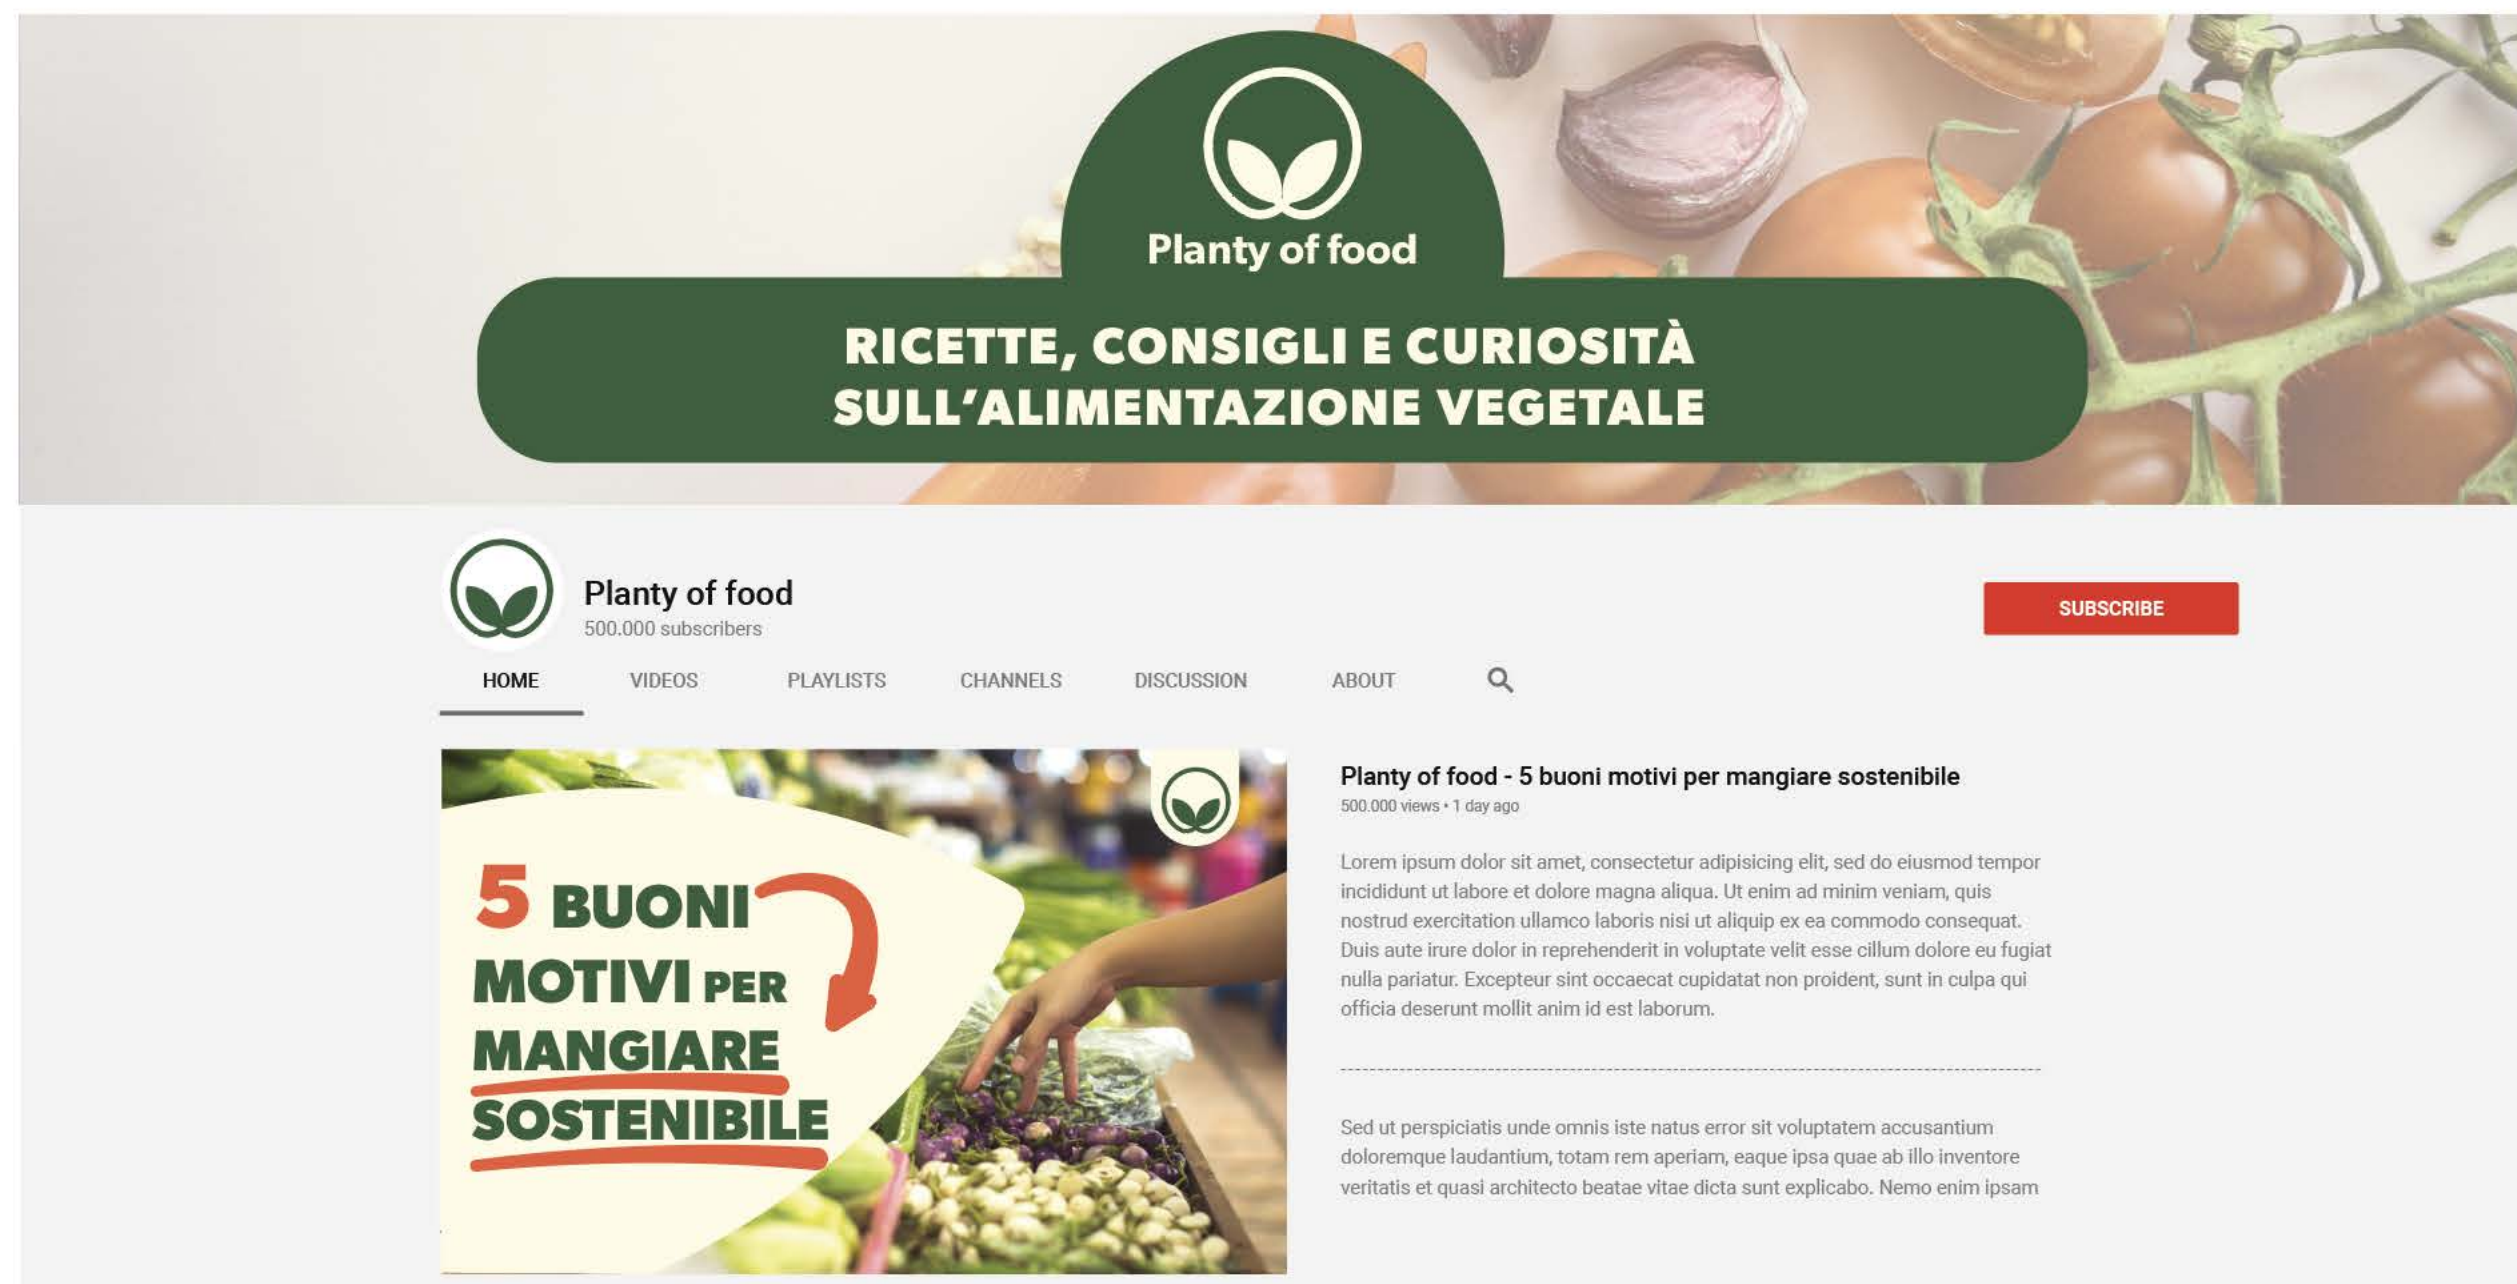 Planty of food
RICETTE, CONSIGLI E CURIOSITÀ
SULL'ALIMENTAZIONE VEGETALE
Planty of food
500.000 subscribers
SUBSCRIBE
HOME VIDEOS PLAYLISTS CHANNELS DISCUSSION ABOUT
5 BUONI
MOTIVI PER
MANGIARE
SOSTENIBILE
Planty of food - 5 buoni motivi per mangiare sostenibile
500.000 views • 1 day ago
Lorem ipsum dolor sit amet, consectetur adipisicing elit, sed do eiusmod tempor
incididunt ut labore et dolore magna aliqua. Ut enim ad minim veniam, quis
nostrud exercitation ullamco laboris nisi ut aliquip ex ea commodo consequat.
Duis aute irure dolor in reprehenderit in voluptate velit esse cillum dolore eu fugiat
nulla pariatur. Excepteur sint occaecat cupidatat non proident, sunt in culpa qui
officia deserunt mollit anim id est laborum.
Sed ut perspiciatis unde omnis iste natus error sit voluptatem accusantium
doloremque laudantium, totam rem aperiam, eaque ipsa quae ab illo inventore
veritatis et quasi architecto beatae vitae dicta sunt explicabo. Nemo enim ipsam